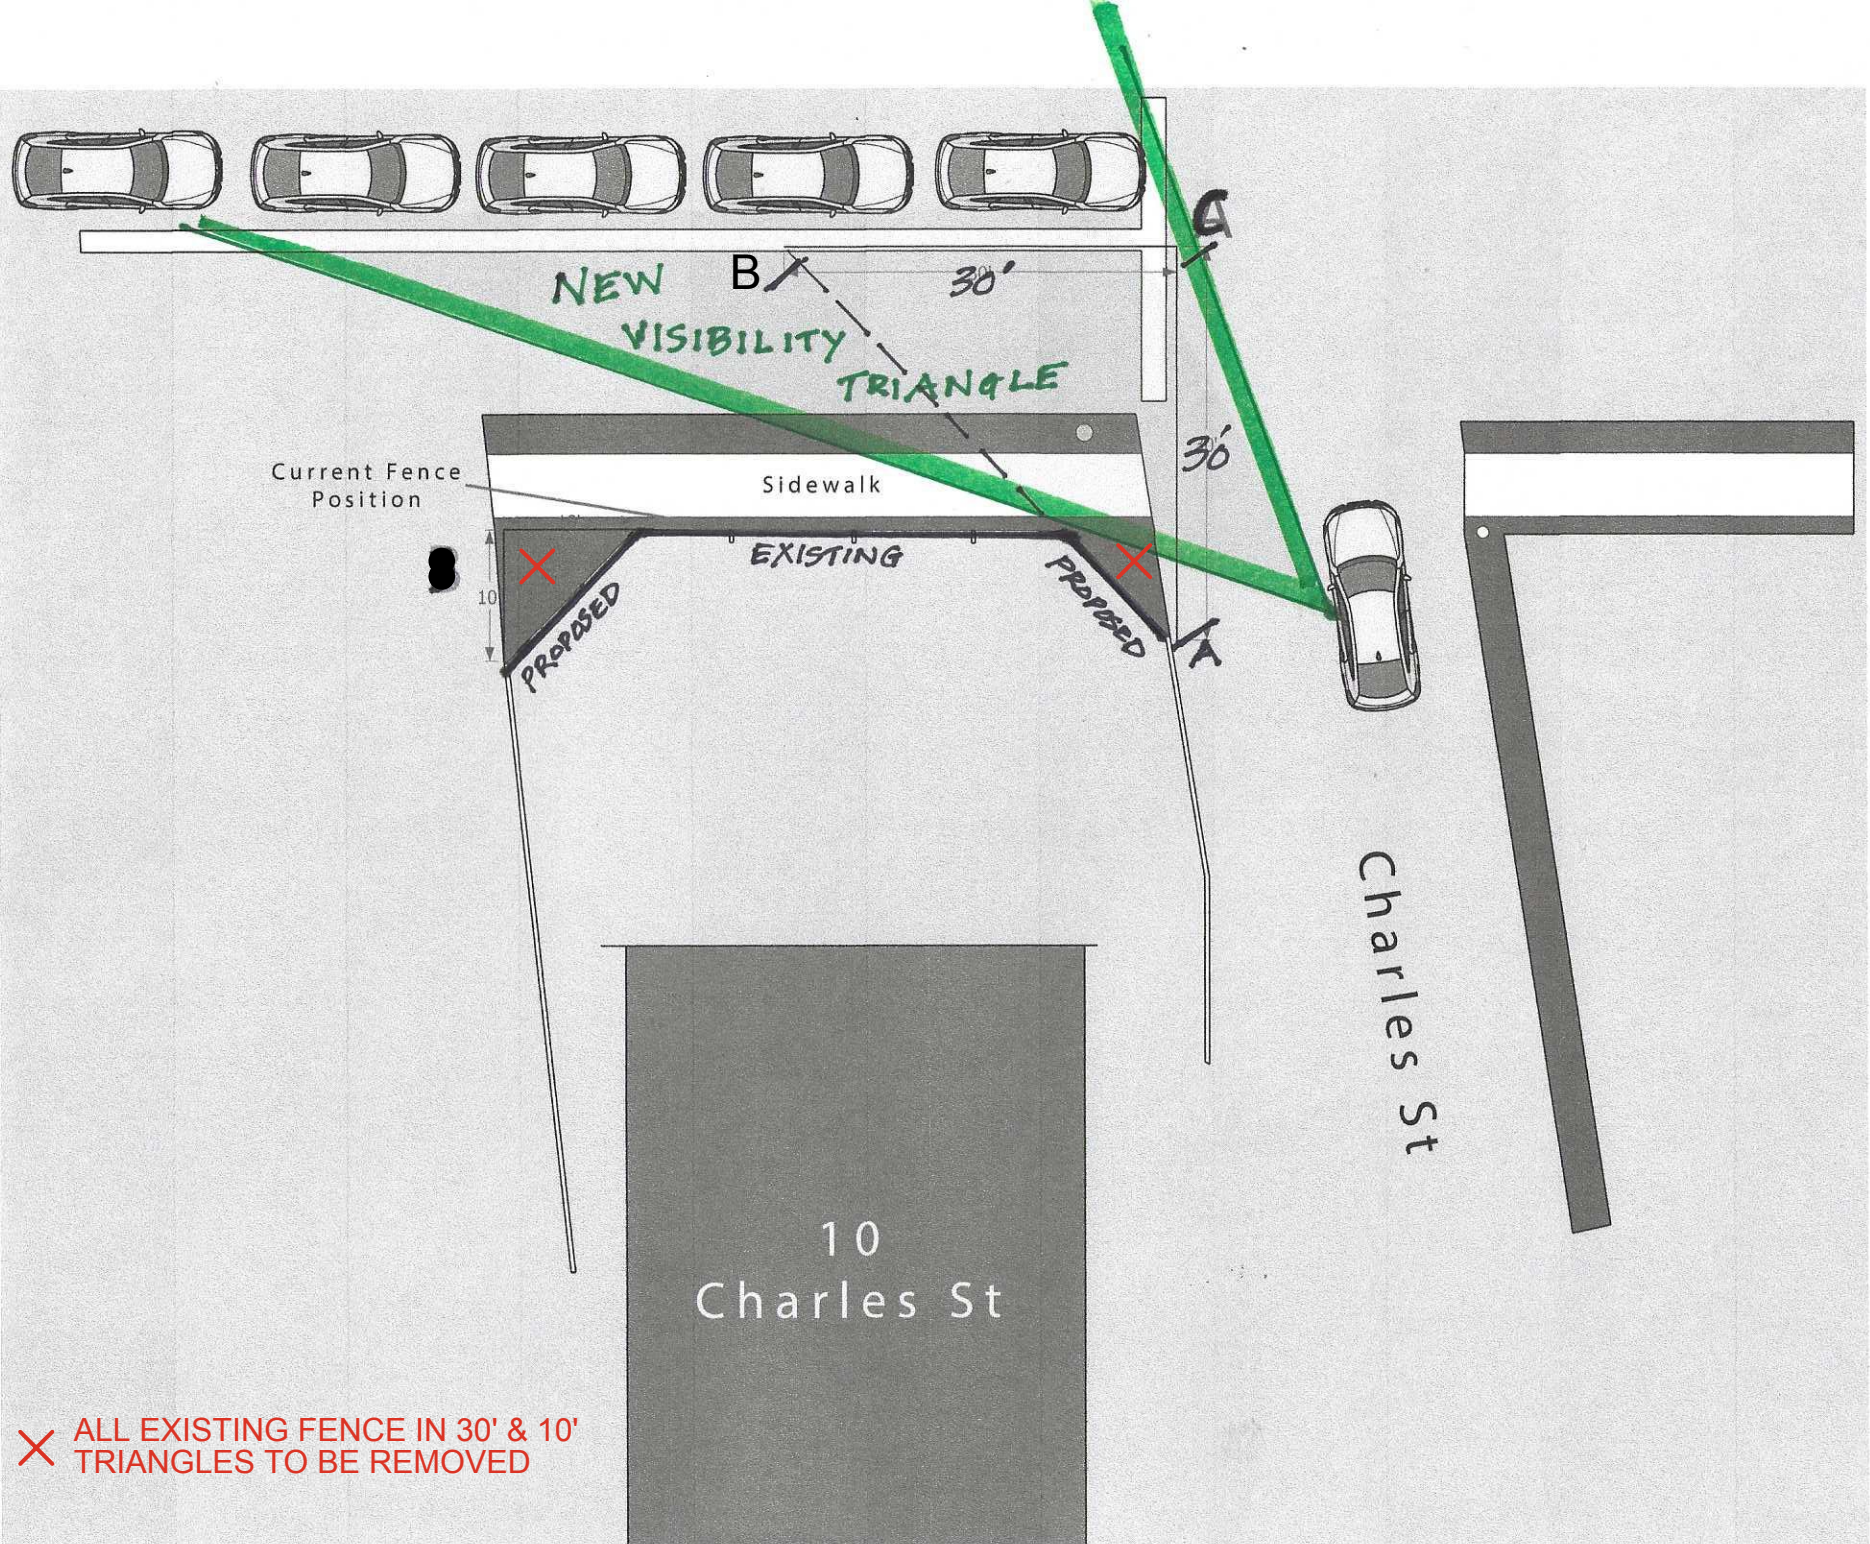 C
B
30'
NEW
VISIBILITY
TRIANGLE
30'
Current Fence
Position
Sidewalk
EXISTING
10
PROPOSED
PROPOSED
A
Charles St
10
Charles St
ALL EXISTING FENCE IN 30' & 10'
TRIANGLES TO BE REMOVED